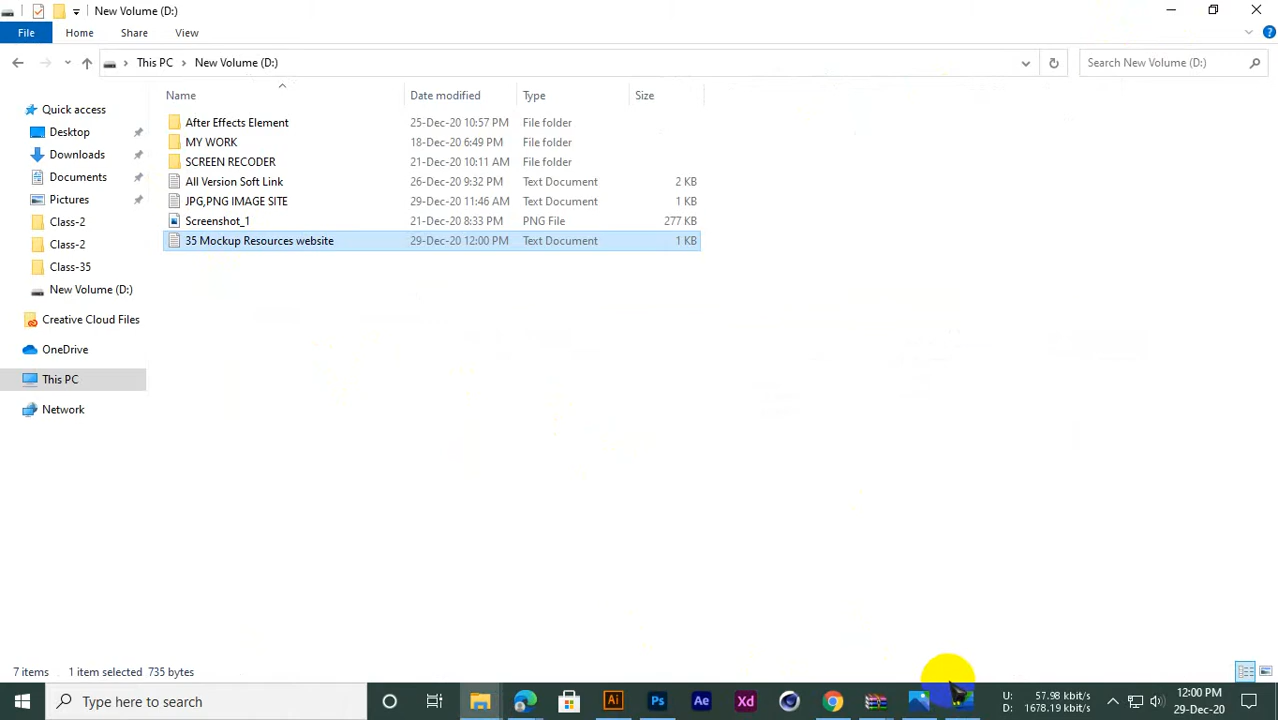 New Volume (D:)
File Home Share View
This PC New Volume (D:) Search New Volume (D:)
Name Date modified Type Size
Quick access
Desktop
Downloads
Documents
Pictures
Class-2
Class-2
Class-35
New Volume (D:)
Creative Cloud Files
OneDrive
This PC
Network
After Effects Element 25-Dec-20 10:57 PM File folder
MY WORK 18-Dec-20 6:49 PM File folder
SCREEN RECODER 21-Dec-20 10:11 AM File folder
All Version Soft Link 26-Dec-20 9:32 PM Text Document 2 KB
JPG,PNG IMAGE SITE 29-Dec-20 11:46 AM Text Document 1 KB
Screenshot_1 21-Dec-20 8:33 PM PNG File 277 KB
35 Mockup Resources website 29-Dec-20 12:00 PM Text Document 1 KB
7 items 1 item selected 735 bytes
Type here to search
Ai Ps Ae Xd
U: 57.98 kbit/s
D: 1678.19 kbit/s
12:00 PM
29-Dec-20